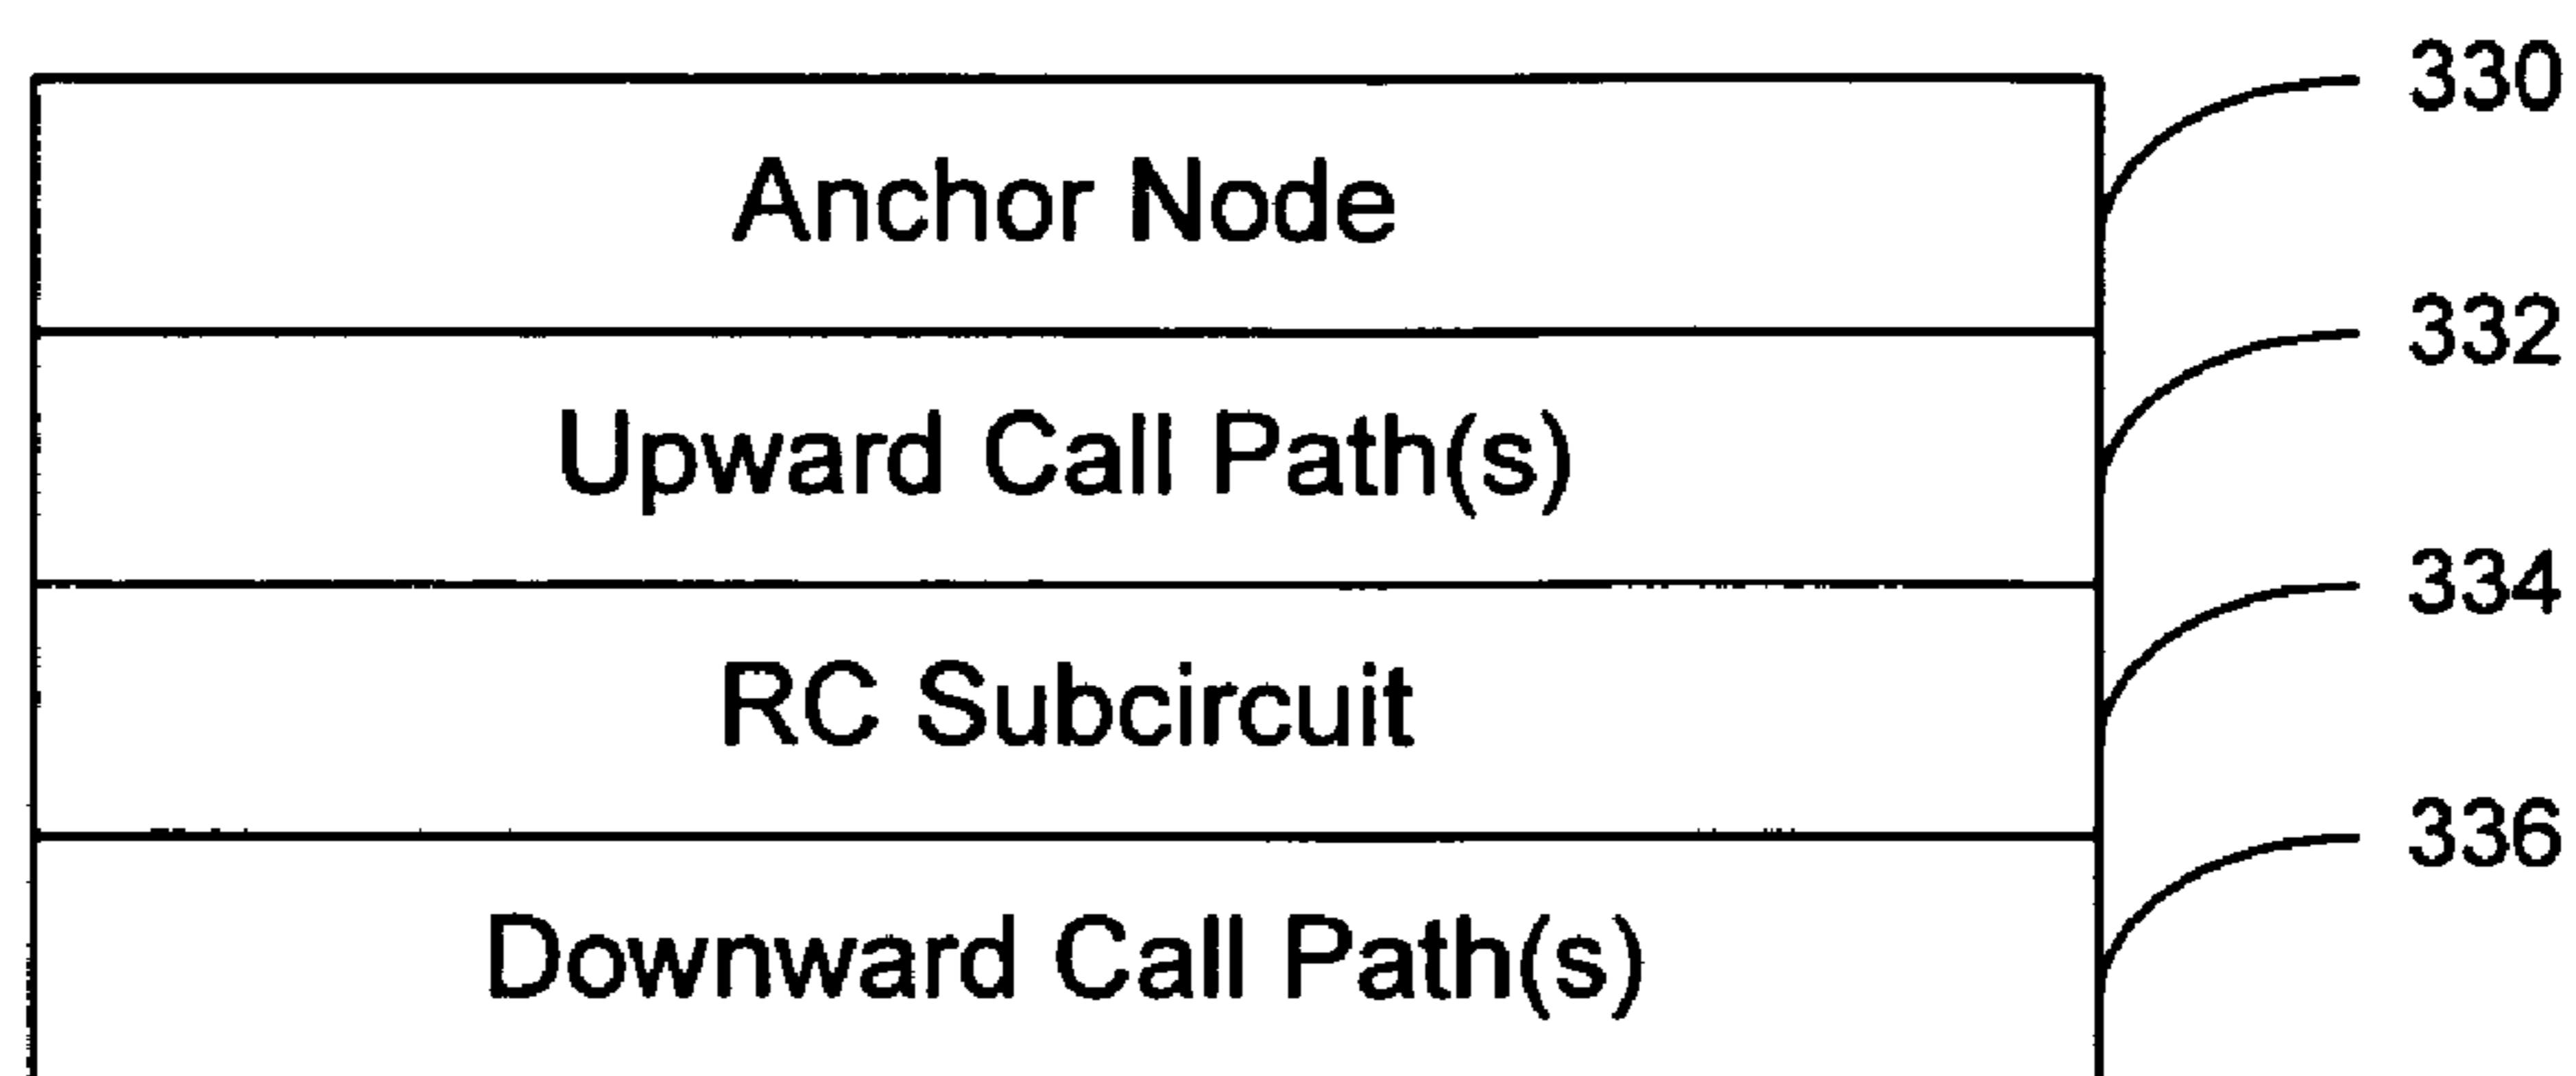 330
Anchor Node
332
Upward Call Path(s)
334
RC Subcircuit
336
Downward Call Path(s)